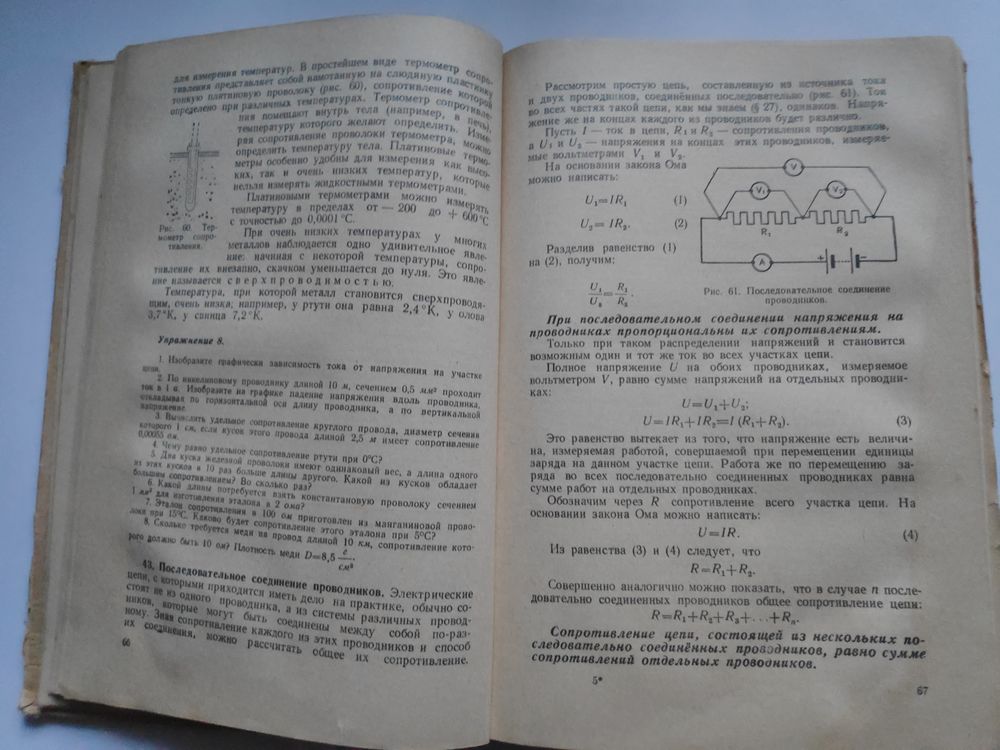 для измерения температур. В простейшем виде термометр сопро-
тивления представляет собой намотанную на слюдяную пластинку
тонкую платиновую проволоку (рис. 60), сопротивление которой
определено при различных температурах. Термометр сопротивле-
ния помещают внутрь тела (например, в печь),
температуру которого желают определить. Изме-
ряя сопротивление проволоки термометра, можно
определить температуру тела. Платиновые термо-
метры особенно удобны для измерения как высо-
ких, так и очень низких температур, которые
нельзя измерять жидкостными термометрами.
Платиновыми термометрами можно измерять
температуру в пределах от — 200 до + 600°С
с точностью до 0,0001°С.
При очень низких температурах у многих
металлов наблюдается одно удивительное явле-
ние: начиная с некоторой температуры, сопро-
тивление их внезапно, скачком уменьшается до нуля. Это явле-
ние называется сверхпроводимостью.
Рис. 60. Тер-
мометр сопро-
тивления.
Температура, при которой металл становится сверхпроводя-
щим, очень низка; например, у ртути она равна 2,4°К, у олова
3,7°К, у свинца 7,2°К.
Упражнение 8.
1. Изобразите графически зависимость тока от напряжения на участке
цепи.
2. По никелиновому проводнику длиной 10 м, сечением 0,5 мм² проходит
ток в 1 а. Изобразите на графике падение напряжения вдоль проводника,
откладывая по горизонтальной оси длину проводника, а по вертикальной
напряжение.
3. Вычислить удельное сопротивление круглого провода, диаметр сечения
которого 1 см, если кусок этого провода длиной 2,5 м имеет сопротивление
0,00055 ом.
4. Чему равно удельное сопротивление ртути при 0°С?
5. Два куска железной проволоки имеют одинаковый вес, а длина одного
из этих кусков в 10 раз больше длины другого. Какой из кусков обладает
большим сопротивлением? Во сколько раз?
6. Какой длины потребуется взять константановую проволоку сечением
1 мм² для изготовления эталона в 2 ома?
7. Эталон сопротивления в 100 ом приготовлен из манганиновой прово-
локи при 15°С. Каково будет сопротивление этого эталона при 5°С?
8. Сколько требуется меди на провод длиной 10 км, сопротивление кото-
рого должно быть 10 ом? Плотность меди D=8,5 г/см³
43. Последовательное соединение проводников. Электрические
цепи, с которыми приходится иметь дело на практике, обычно со-
стоят не из одного проводника, а из системы различных провод-
ников, которые могут быть соединены между собой по-раз-
ному. Зная сопротивление каждого из этих проводников и способ
их соединения, можно рассчитать общее их сопротивление.
66
Рассмотрим простую цепь, составленную из источника тока
и двух проводников, соединённых последовательно (рис. 61). Ток
во всех частях такой цепи, как мы знаем (§ 27), одинаков. Напря-
жение же на концах каждого из проводников будет различно.
Пусть I — ток в цепи, R₁ и R₂ — сопротивления проводников,
а U₁ и U₂ — напряжения на концах этих проводников, измеряе-
мые вольтметрами V₁ и V₂.
На основании закона Ома
можно написать:
U₁=IR₁ (1)
U₂= IR₂. (2)
Разделив равенство (1)
на (2), получим:
U₁/U₂ = R₁/R₂.
V
V₁ V₂
R₁ R₂
A + −
Рис. 61. Последовательное соединение
проводников.
При последовательном соединении напряжения на
проводниках пропорциональны их сопротивлениям.
Только при таком распределении напряжений и становится
возможным один и тот же ток во всех участках цепи.
Полное напряжение U на обоих проводниках, измеряемое
вольтметром V, равно сумме напряжений на отдельных проводни-
ках:
U=U₁+U₂;
U=IR₁+IR₂=I (R₁+R₂). (3)
Это равенство вытекает из того, что напряжение есть величи-
на, измеряемая работой, совершаемой при перемещении единицы
заряда на данном участке цепи. Работа же по перемещению за-
ряда во всех последовательно соединенных проводниках равна
сумме работ на отдельных проводниках.
Обозначим через R сопротивление всего участка цепи. На
основании закона Ома можно написать:
U=IR. (4)
Из равенства (3) и (4) следует, что
R=R₁+R₂.
Совершенно аналогично можно показать, что в случае n после-
довательно соединенных проводников общее сопротивление цепи:
R=R₁+R₂+R₃+. . .+Rₙ.
Сопротивление цепи, состоящей из нескольких по-
следовательно соединённых проводников, равно сумме
сопротивлений отдельных проводников.
5*
67